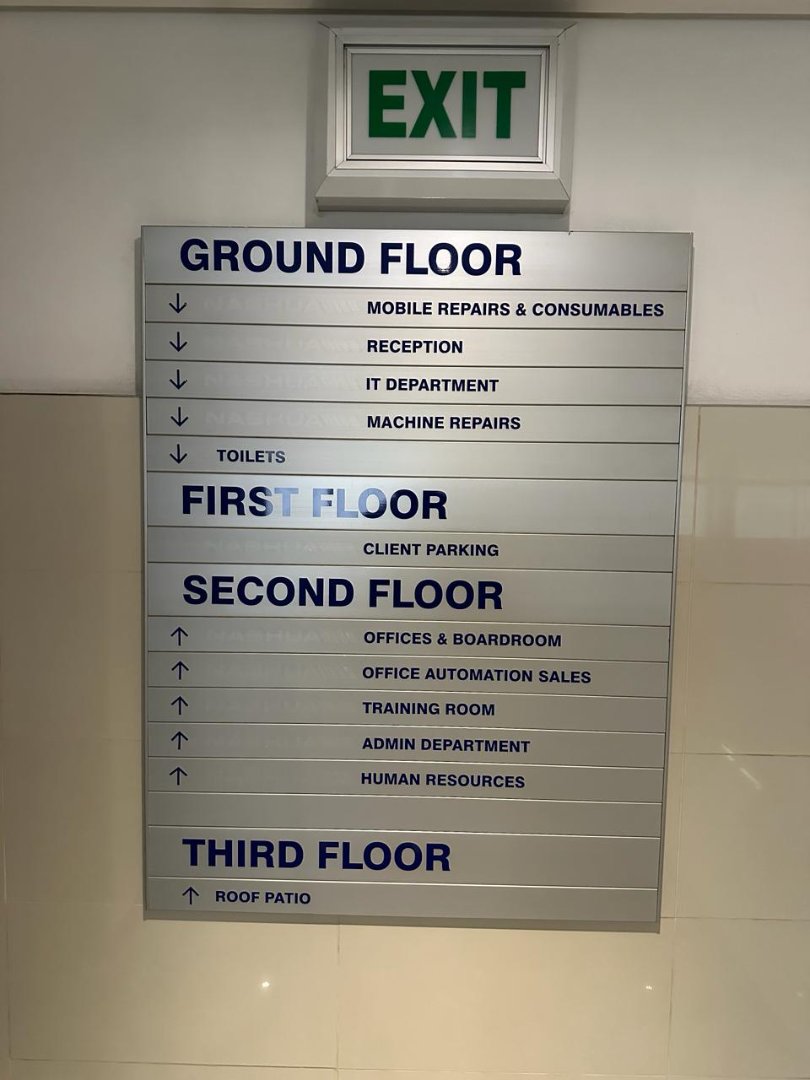 EXIT
GROUND FLOOR
↓ MOBILE REPAIRS & CONSUMABLES
↓ RECEPTION
↓ IT DEPARTMENT
↓ MACHINE REPAIRS
↓ TOILETS
FIRST FLOOR
CLIENT PARKING
SECOND FLOOR
↑ OFFICES & BOARDROOM
↑ OFFICE AUTOMATION SALES
↑ TRAINING ROOM
↑ ADMIN DEPARTMENT
↑ HUMAN RESOURCES
THIRD FLOOR
↑ ROOF PATIO